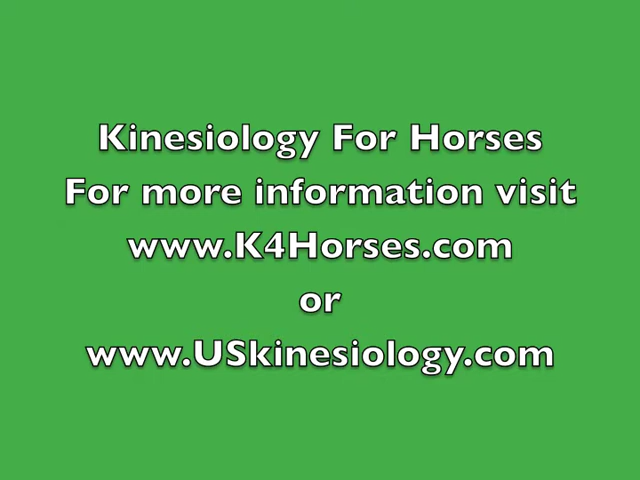 Kinesiology For Horses
For more information visit
www.K4Horses.com
or
www.USkinesiology.com